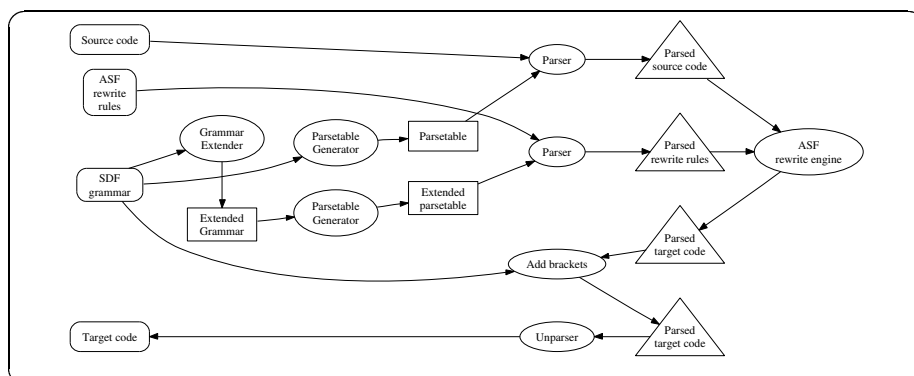 Source code
Parser
Parsed
source code
ASF
rewrite
rules
Grammar
Extender
Parsetable
Generator
Parsetable
Parser
Parsed
rewrite rules
ASF
rewrite engine
SDF
grammar
Extended
Grammar
Parsetable
Generator
Extended
parsetable
Parsed
target code
Add brackets
Target code
Unparser
Parsed
target code